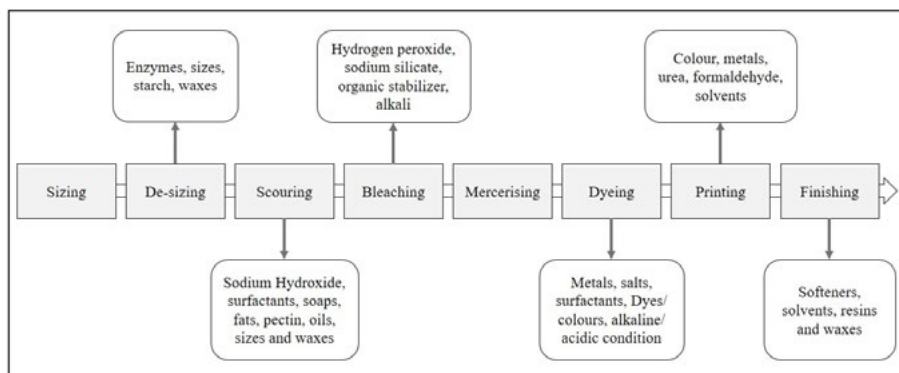 Enzymes, sizes,
starch, waxes
Hydrogen peroxide,
sodium silicate,
organic stabilizer,
alkali
Colour, metals,
urea, formaldehyde,
solvents
Sizing
De-sizing
Scouring
Bleaching
Mercerising
Dyeing
Printing
Finishing
Sodium Hydroxide,
surfactants, soaps,
fats, pectin, oils,
sizes and waxes
Metals, salts,
surfactants, Dyes/
colours, alkaline/
acidic condition
Softeners,
solvents, resins
and waxes